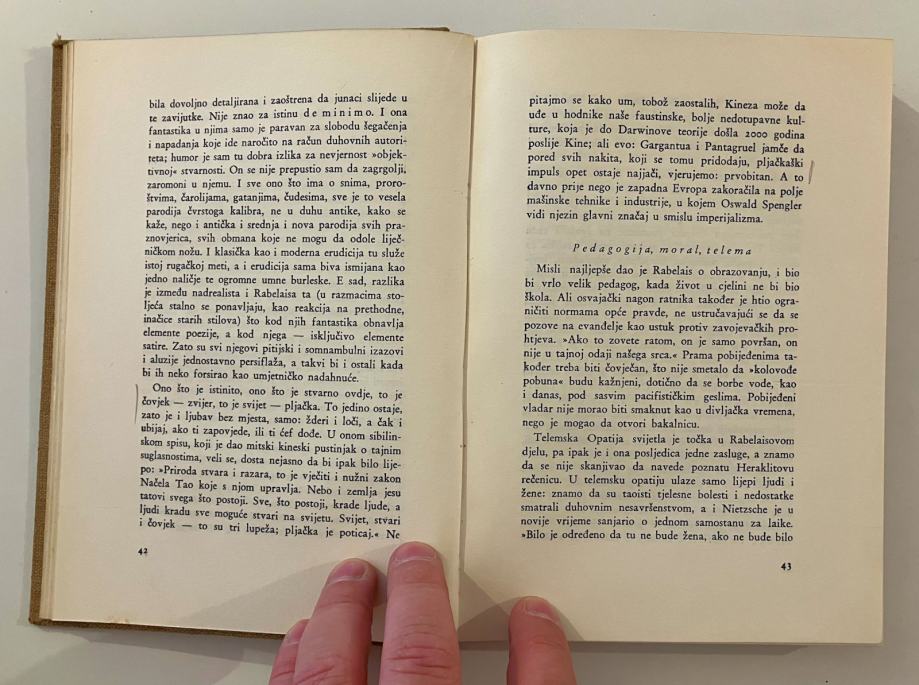 bila dovoljno detaljirana i zaoštrena da junaci slijede u
te zavijutke. Nije znao za istinu de minimo. I ona
fantastika u njima samo je paravan za slobodu šegačenja
i napadanja koje ide naročito na račun duhovnih autori-
teta; humor je sam tu dobra izlika za nevjernost »objek-
tivnoj« stvarnosti. On se nije prepustio sam da zagrgolji,
zaromoni u njemu. I sve ono što ima o snima, proro-
štvima, čarolijama, gatanjima, čudesima, sve je to vesela
parodija čvrstoga kalibra, ne u duhu antike, kako se
kaže, nego i antička i srednja i nova parodija svih pra-
znovjerica, svih obmana koje ne mogu da odole liječ-
ničkom nožu. I klasička kao i moderna erudicija tu služe
istoj rugačkoj meti, a i erudicija sama biva ismijana kao
jedno naličje te ogromne umne burleske. E sad, razlika
je između nadrealista i Rabelaisa ta (u razmacima sto-
ljeća stalno se ponavljaju, kao reakcija na prethodne,
inačice starih stilova) što kod njih fantastika obnavlja
elemente poezije, a kod njega — isključivo elemente
satire. Zato su svi njegovi pitijski i somnambulni izazovi
i aluzije jednostavno persiflaža, a takvi bi i ostali kada
bi ih neko forsirao kao umjetničko nadahnuće.
Ono što je istinito, ono što je stvarno ovdje, to je
čovjek — zvijer, to je svijet — pljačka. To jedino ostaje,
zato je i ljubav bez mjesta, samo: žderi i loči, a čak i
ubijaj, ako ti zapovjede, ili ti ćef dođe. U onom sibilin-
skom spisu, koji je dao mitski kineski pustinjak o tajnim
suglasnostima, veli se, dosta nejasno da bi ipak bilo lije-
po: »Priroda stvara i razara, to je vječiti i nužni zakon
Načela Tao koje s njom upravlja. Nebo i zemlja jesu
tatovi svega što postoji. Sve, što postoji, krade ljude, a
ljudi kradu sve moguće stvari na svijetu. Svijet, stvari
i čovjek — to su tri lupeža; pljačka je poticaj.« Ne
42
pitajmo se kako um, tobož zaostalih, Kineza može da
uđe u hodnike naše faustinske, bolje nedotupavne kul-
ture, koja je do Darwinove teorije došla 2000 godina
poslije Kine; ali evo: Gargantua i Pantagruel jamče da
pored svih nakita, koji se tomu pridodaju, pljačkaški
impuls opet ostaje najjači, vjerujemo: prvobitan. A to
davno prije nego je zapadna Evropa zakoračila na polje
mašinske tehnike i industrije, u kojem Oswald Spengler
vidi njezin glavni značaj u smislu imperijalizma.
Pedagogija, moral, telema
Misli najljepše dao je Rabelais o obrazovanju, i bio
bi vrlo velik pedagog, kada život u cjelini ne bi bio
škola. Ali osvajački nagon ratnika također je htio ogra-
ničiti normama opće pravde, ne ustručavajući se da se
pozove na evanđelje kao ustuk protiv zavojevačkih pro-
htjeva. »Ako to zovete ratom, on je samo površan, on
nije u tajnoj odaji našega srca.« Prama pobijeđenima ta-
kođer treba biti čovječan, što nije smetalo da »kolovođe
pobuna« budu kažnjeni, dotično da se borbe vode, kao
i danas, pod sasvim pacifističkim geslima. Pobijeđeni
vladar nije morao biti smaknut kao u divljačka vremena,
nego je mogao da otvori bakalnicu.
Telemska Opatija svijetla je točka u Rabelaisovom
djelu, pa ipak je i ona posljedica jedne zasluge, a znamo
da se nije skanjivao da navede poznatu Heraklitovu
rečenicu. U telemsku opatiju ulaze samo lijepi ljudi i
žene: znamo da su taoisti tjelesne bolesti i nedostatke
smatrali duhovnim nesavršenstvom, a i Nietzsche je u
novije vrijeme sanjario o jednom samostanu za laike.
»Bilo je određeno da tu ne bude žena, ako ne bude bilo
43